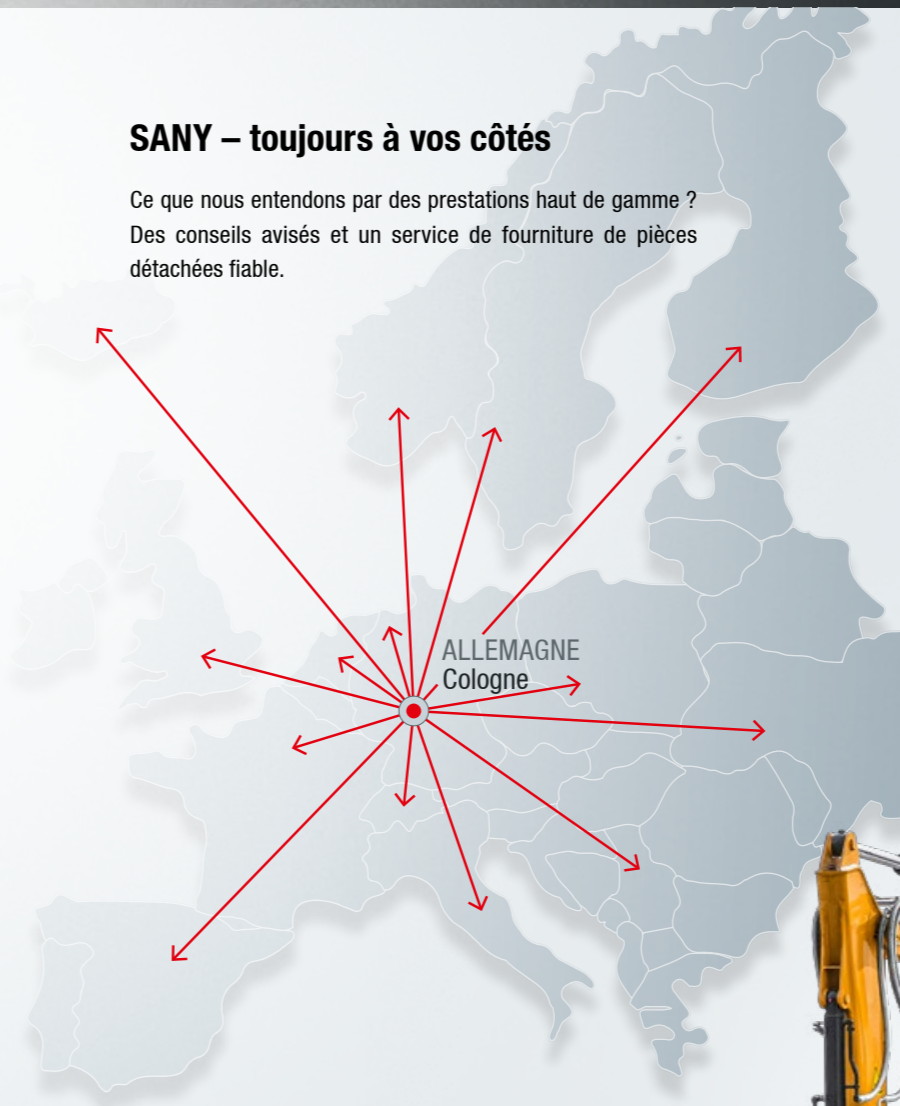 SANY – toujours à vos côtés
Ce que nous entendons par des prestations haut de gamme ?
Des conseils avisés et un service de fourniture de pièces
détachées fiable.
ALLEMAGNE
Cologne